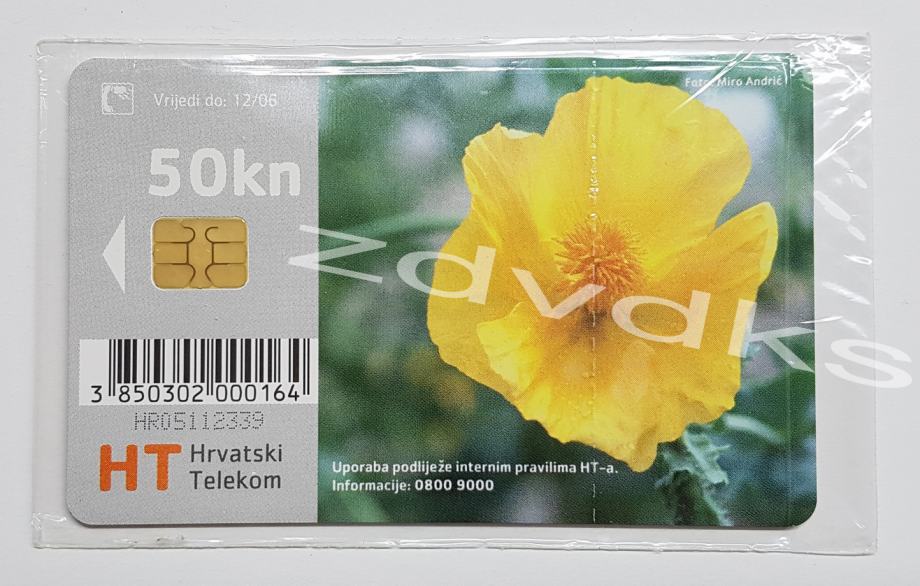 Vrijedi do: 12/06
Foto: Miro Andrić
50kn
zdvdks
3 850302 000164
HR05112339
HT Hrvatski
Telekom
Uporaba podliježe internim pravilima HT-a.
Informacije: 0800 9000